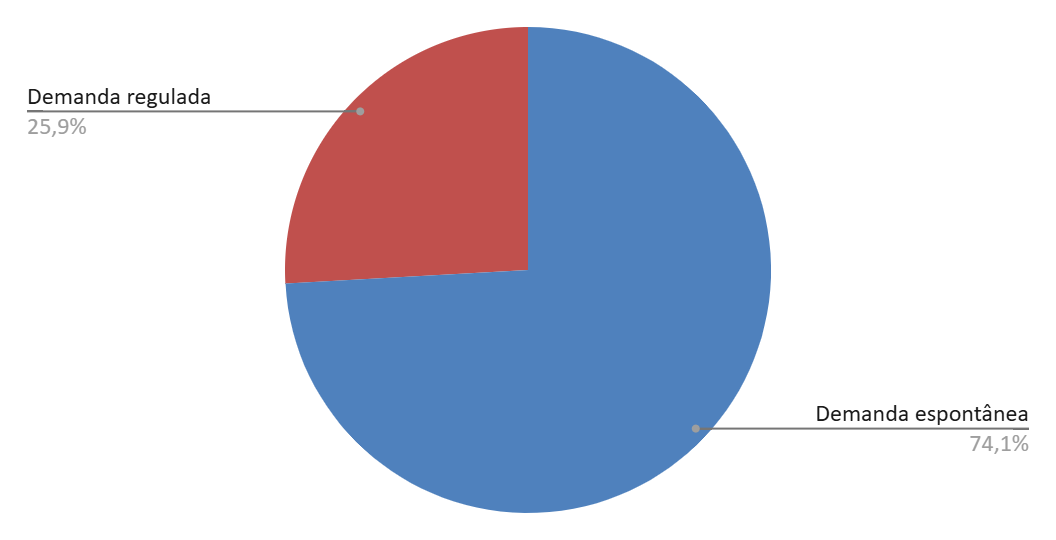 Demanda regulada
25,9%
Demanda espontânea
74,1%